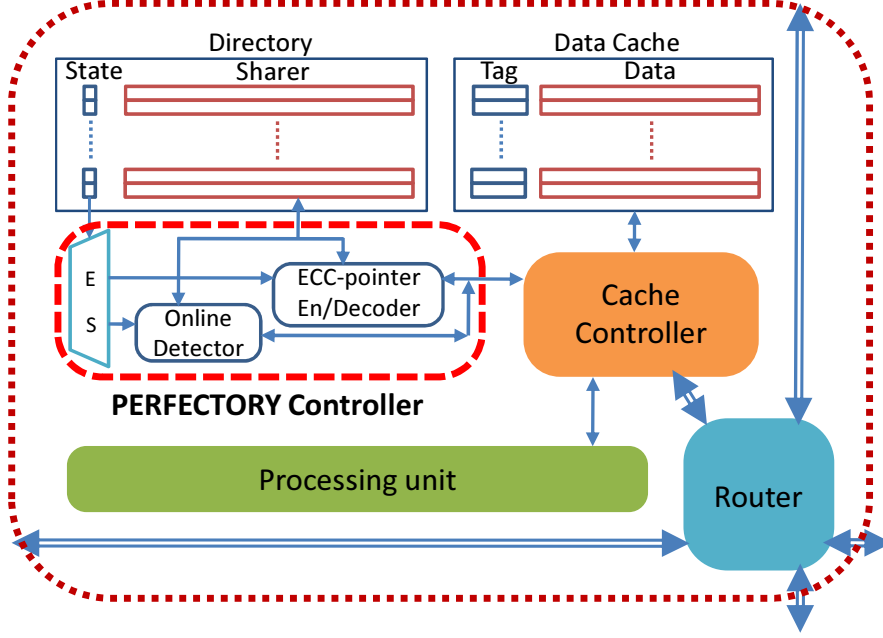 Directory
Data Cache
State
Sharer
Tag
Data
E
S
ECC-pointer
En/Decoder
Online
Detector
Cache
Controller
PERFECTORY Controller
Processing unit
Router